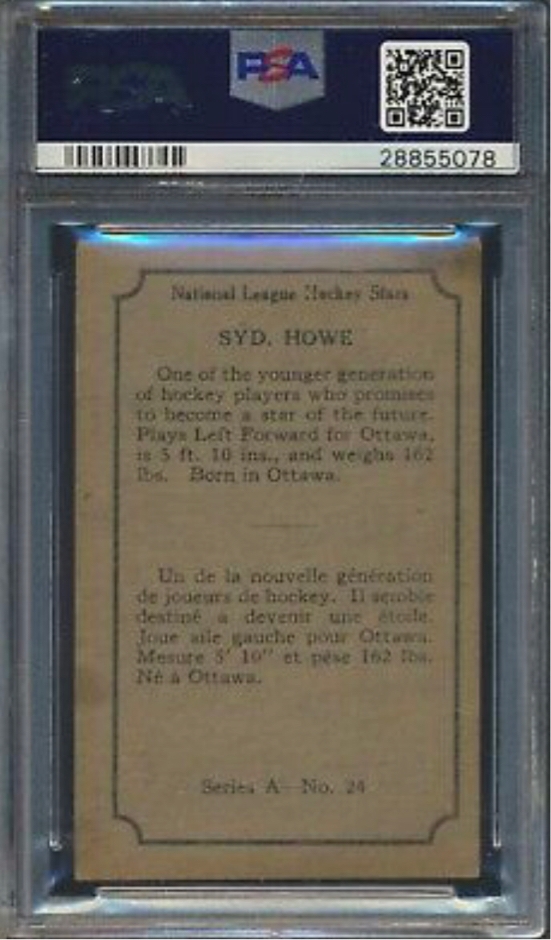 PSA
28855078
National League Hockey Stars
SYD. HOWE
One of the younger generation
of hockey players who promises
to become a star of the future.
Plays Left Forward for Ottawa,
is 5 ft. 10 ins., and weighs 162
lbs. Born in Ottawa.
Un de la nouvelle génération
de joueurs de hockey. Il semble
destiné a devenir une étoile.
Joue aile gauche pour Ottawa.
Mesure 5' 10" et pèse 162 lbs.
Né à Ottawa.
Series A—No. 24